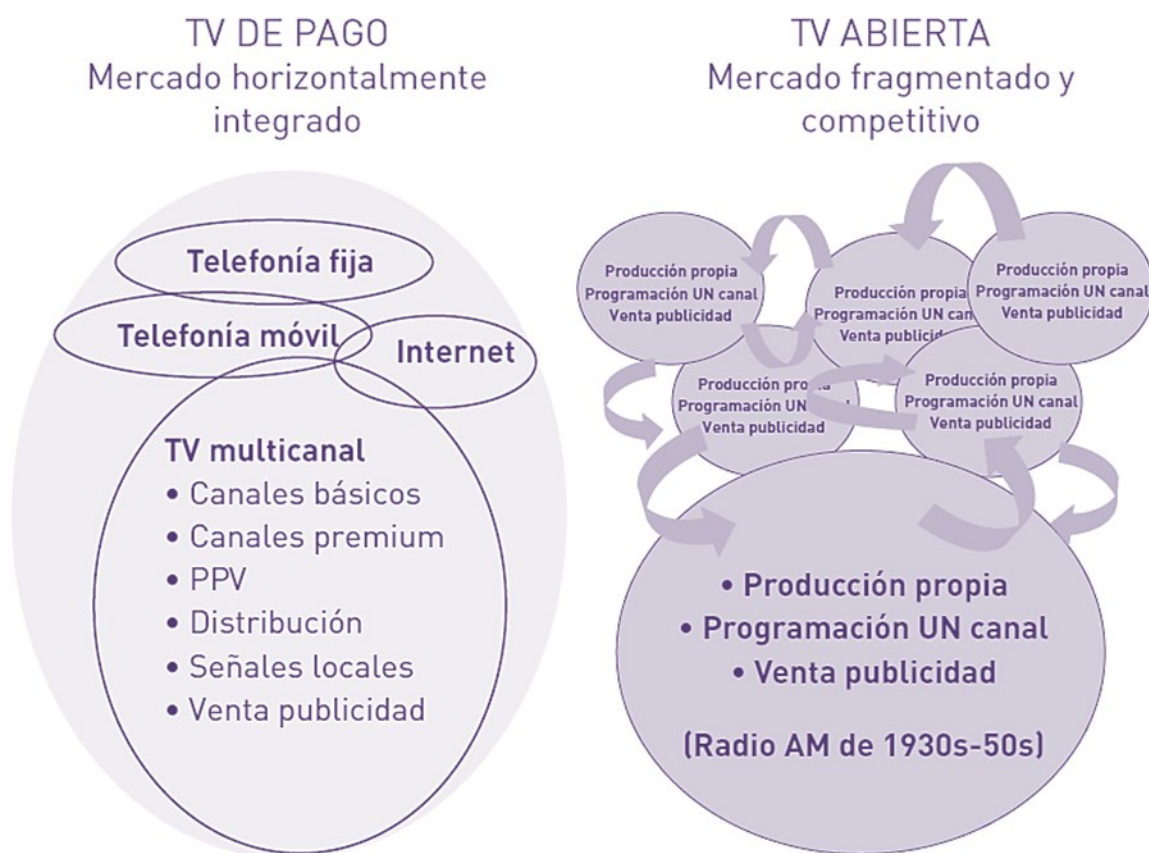 TV DE PAGO
Mercado horizontalmente
integrado
Telefonía fija
Telefonía móvil
Internet
TV multicanal
• Canales básicos
• Canales premium
• PPV
• Distribución
• Señales locales
• Venta publicidad
TV ABIERTA
Mercado fragmentado y
competitivo
Producción propia
Programación UN canal
Venta publicidad
Producción propia
Programación UN can
Venta publicid
Producción propia
Programación UN canal
Venta publicidad
Producción propia
Programación UN
Venta publicidad
Producción propia
Programación UN canal
Venta publicidad
• Producción propia
• Programación UN canal
• Venta publicidad
(Radio AM de 1930s-50s)